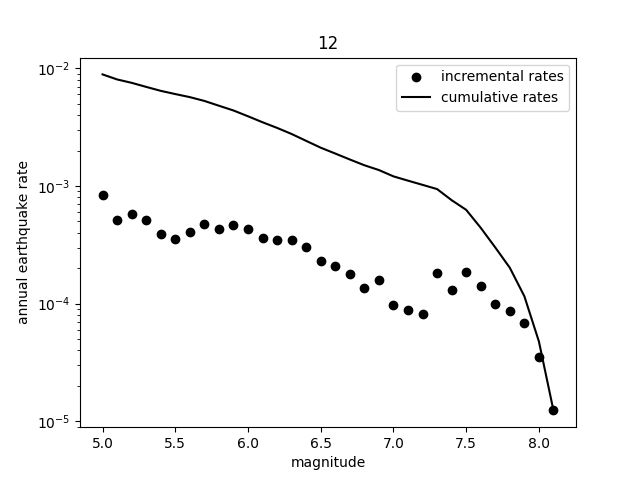 12
incremental rates
cumulative rates
annual earthquake rate
10⁻²
10⁻³
10⁻⁴
10⁻⁵
5.0 5.5 6.0 6.5 7.0 7.5 8.0
magnitude